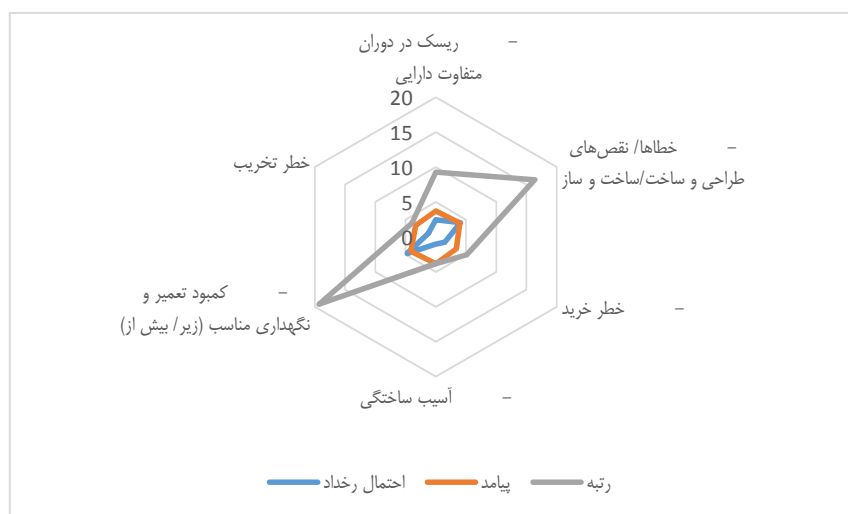 – ریسک در دوران
متفاوت دارایی
20
15
10
5
0
– خطاها/ نقص‌های
طراحی و ساخت/ساخت و ساز
– خطر خرید
– آسیب ساختگی
– کمبود تعمیر و
نگهداری مناسب (زیر/ بیش از)
خطر تخریب
احتمال رخداد
پیامد
رتبه